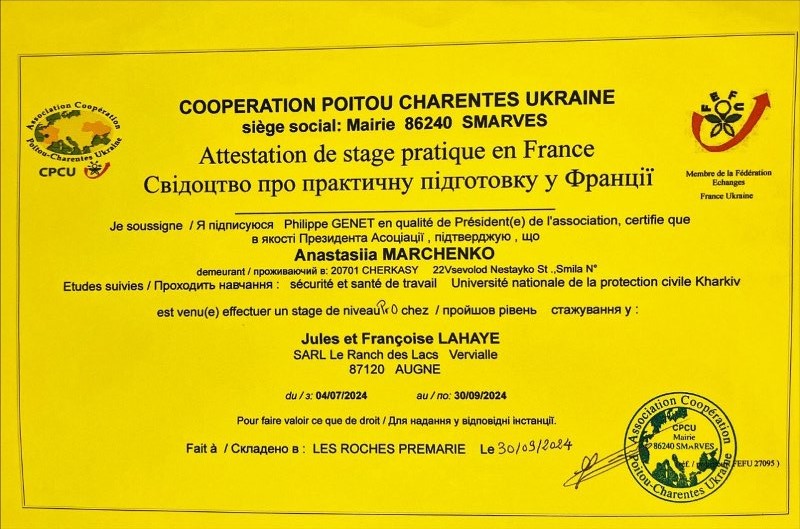 COOPERATION POITOU CHARENTES UKRAINE
siège social: Mairie 86240 SMARVES
Association Coopération
Poitou-Charentes Ukraine
CPCU
FBFU
Attestation de stage pratique en France
Свідоцтво про практичну підготовку у Франції
Membre de la Fédération
Echanges
France Ukraine
Je soussigne / Я підписуюся Philippe GENET en qualité de Président(e) de l'association, certifie que
в якості Президента Асоціації , підтверджую , що
Anastasiia MARCHENKO
demeurant / проживаючий в: 20701 CHERKASY 22Vsevolod Nestayko St .,Smila N°
Etudes suivies / Проходить навчання : sécurité et santé de travail Université nationale de la protection civile Kharkiv
est venu(e) effectuer un stage de niveau PrO chez / пройшов рівень стажування у :
Jules et Françoise LAHAYE
SARL Le Ranch des Lacs Vervialle
87120 AUGNE
du / з: 04/07/2024 au / по: 30/09/2024
Pour faire valoir ce que de droit / Для надання у відповідні інстанції.
Fait à / Складено в : LES ROCHES PREMARIE Le 30/09/2024
Association Coopération
CPCU
Mairie
86240 SMARVES
Poitou-Charentes Ukraine
FEFU 27095 )